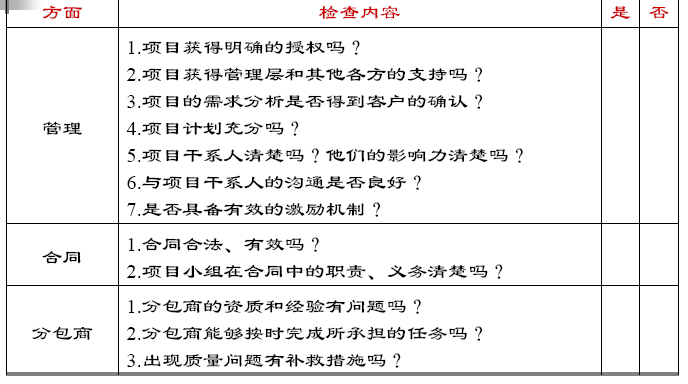 方面 检查内容 是 否
1.项目获得明确的授权吗？
2.项目获得管理层和其他各方的支持吗？
3.项目的需求分析是否得到客户的确认？
管理 4.项目计划充分吗？
5.项目干系人清楚吗？他们的影响力清楚吗？
6.与项目干系人的沟通是否良好？
7.是否具备有效的激励机制？
合同 1.合同合法、有效吗？
2.项目小组在合同中的职责、义务清楚吗？
1.分包商的资质和经验有问题吗？
分包商 2.分包商能够按时完成所承担的任务吗？
3.出现质量问题有补救措施吗？